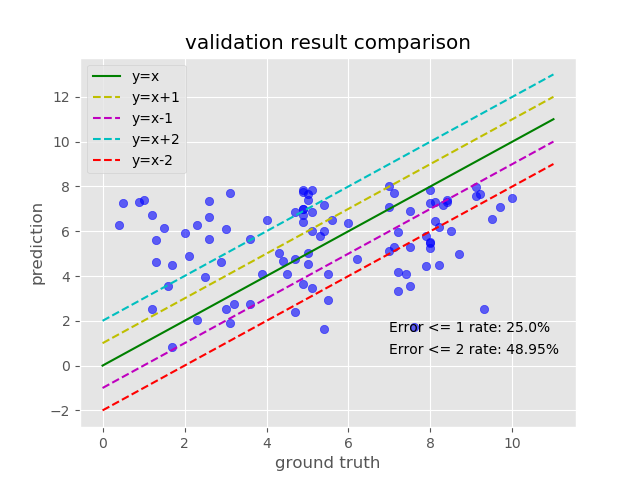 validation result comparison
y=x
y=x+1
y=x-1
y=x+2
y=x-2
12
10
8
6
4
2
0
−2
prediction
Error <= 1 rate: 25.0%
Error <= 2 rate: 48.95%
0 2 4 6 8 10
ground truth